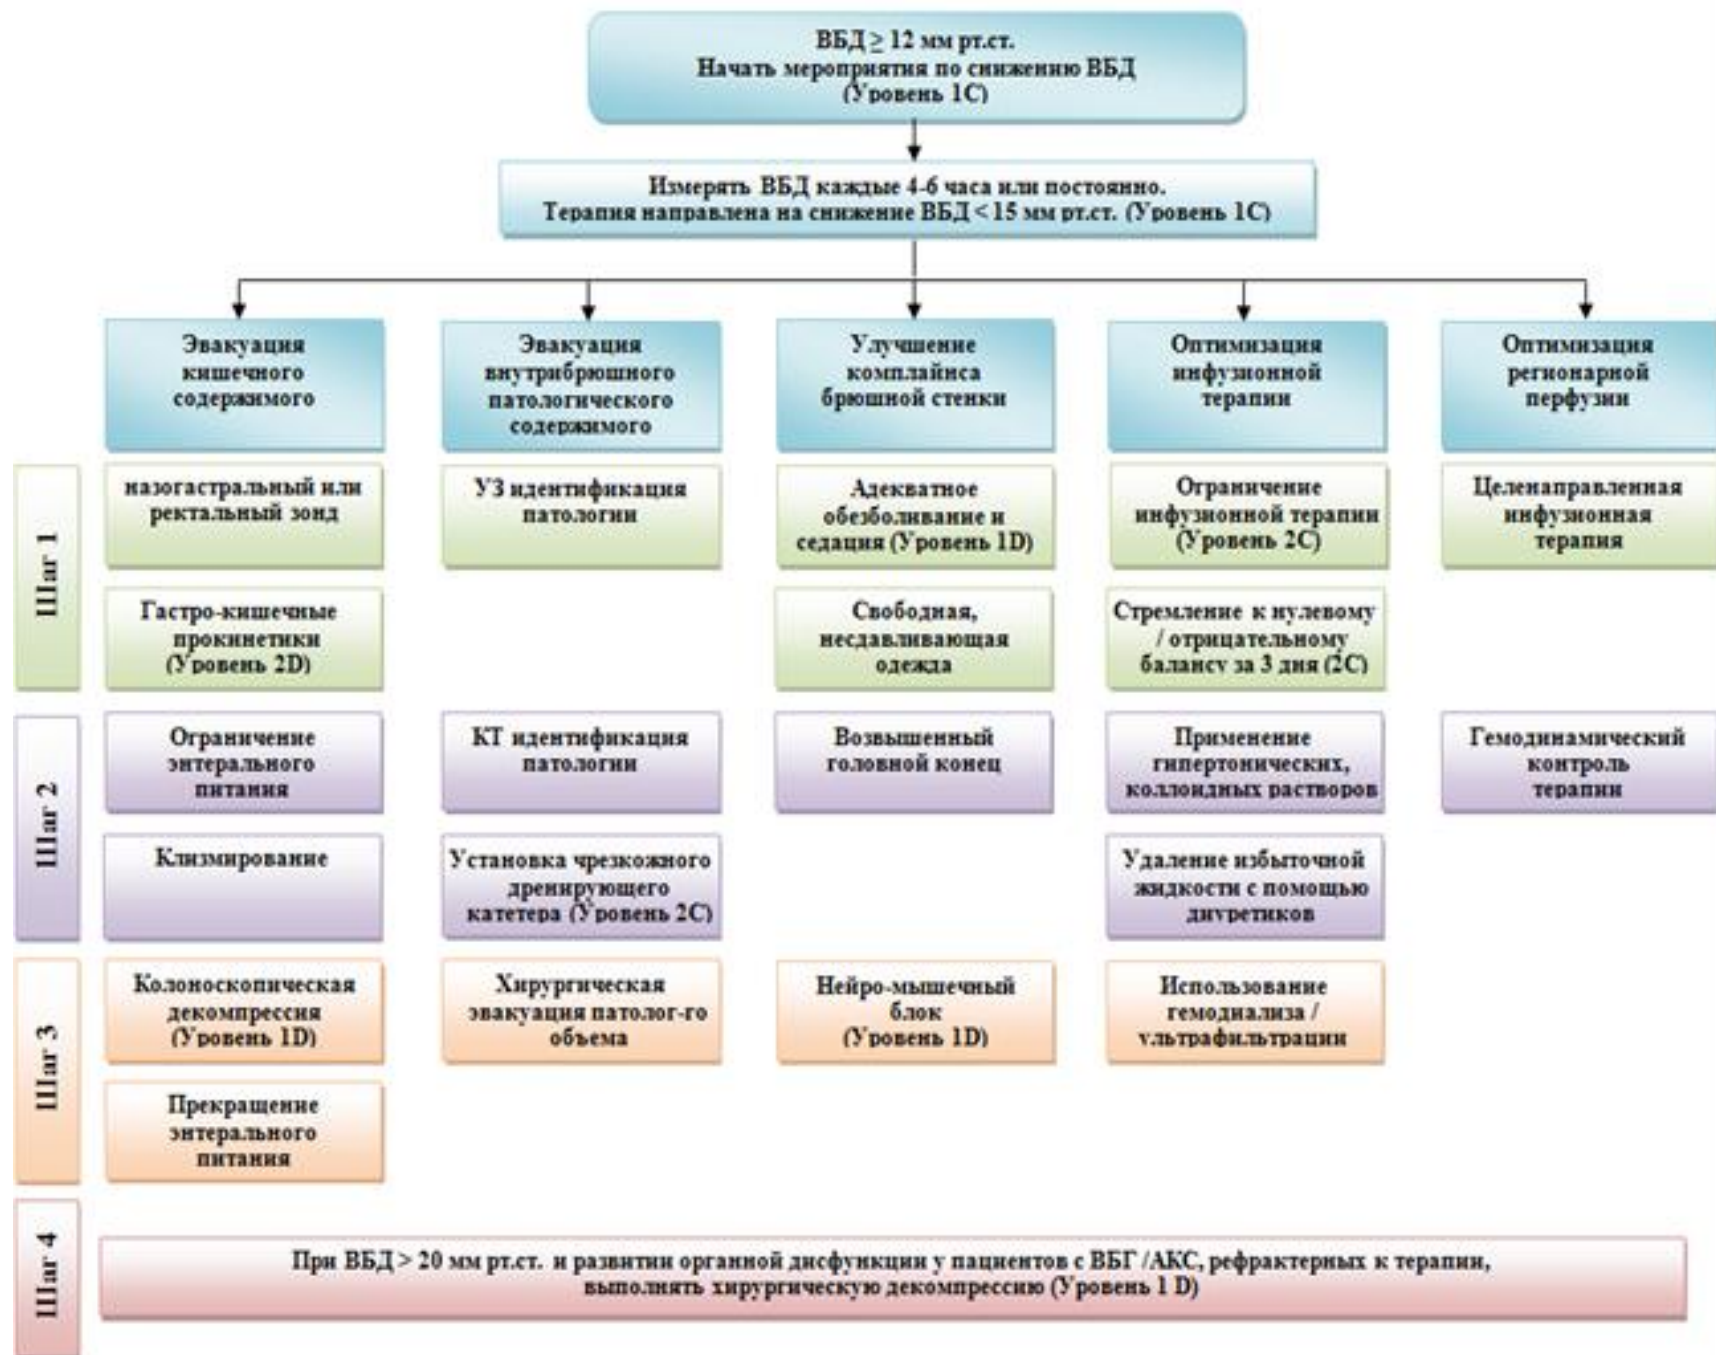 ВБД ≥ 12 мм рт.ст.
Начать мероприятия по снижению ВБД
(Уровень 1C)
Измерять ВБД каждые 4-6 часа или постоянно.
Терапия направлена на снижение ВБД < 15 мм рт.ст. (Уровень 1C)
Эвакуация
кишечного
содержимого
Эвакуация
внутрибрюшного
патологического
содержимого
Улучшение
комплайнса
брюшной стенки
Оптимизация
инфузионной
терапии
Оптимизация
регионарной
перфузии
Шаг 1
назогастральный или
ректальный зонд
УЗ идентификация
патологии
Адекватное
обезболивание и
седация (Уровень 1D)
Ограничение
инфузионной терапии
(Уровень 2C)
Целенаправленная
инфузионная
терапия
Гастро-кишечные
прокинетики
(Уровень 2D)
Свободная,
несдавливающая
одежда
Стремление к нулевому
/ отрицательному
балансу за 3 дня (2C)
Шаг 2
Ограничение
энтерального
питания
КТ идентификация
патологии
Возвышенный
головной конец
Применение
гипертонических,
коллоидных растворов
Гемодинамический
контроль
терапии
Клизмирование
Установка чрезкожного
дренирующего
катетера (Уровень 2C)
Удаление избыточной
жидкости с помощью
диуретиков
Шаг 3
Колоноскопическая
декомпрессия
(Уровень 1D)
Хирургическая
эвакуация патолог-го
объема
Нейро-мышечный
блок
(Уровень 1D)
Использование
гемодиализа /
ультрафильтрации
Прекращение
энтерального
питания
Шаг 4
При ВБД > 20 мм рт.ст. и развитии органной дисфункции у пациентов с ВБГ /АКС, рефрактерных к терапии,
выполнять хирургическую декомпрессию (Уровень 1 D)